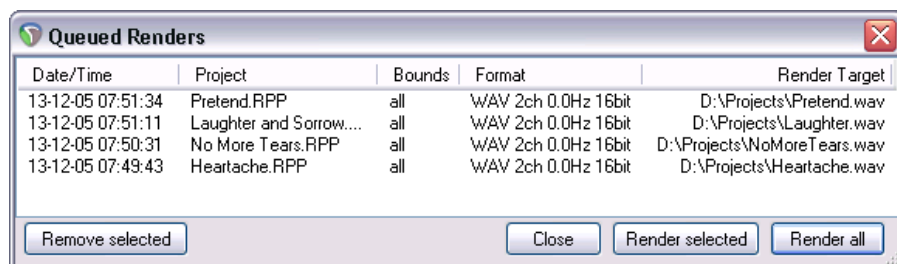 Queued Renders
Date/Time Project Bounds Format Render Target
13-12-05 07:51:34 Pretend.RPP all WAV 2ch 0.0Hz 16bit D:\Projects\Pretend.wav
13-12-05 07:51:11 Laughter and Sorrow.... all WAV 2ch 0.0Hz 16bit D:\Projects\Laughter.wav
13-12-05 07:50:31 No More Tears.RPP all WAV 2ch 0.0Hz 16bit D:\Projects\NoMoreTears.wav
13-12-05 07:49:43 Heartache.RPP all WAV 2ch 0.0Hz 16bit D:\Projects\Heartache.wav
Remove selected Close Render selected Render all